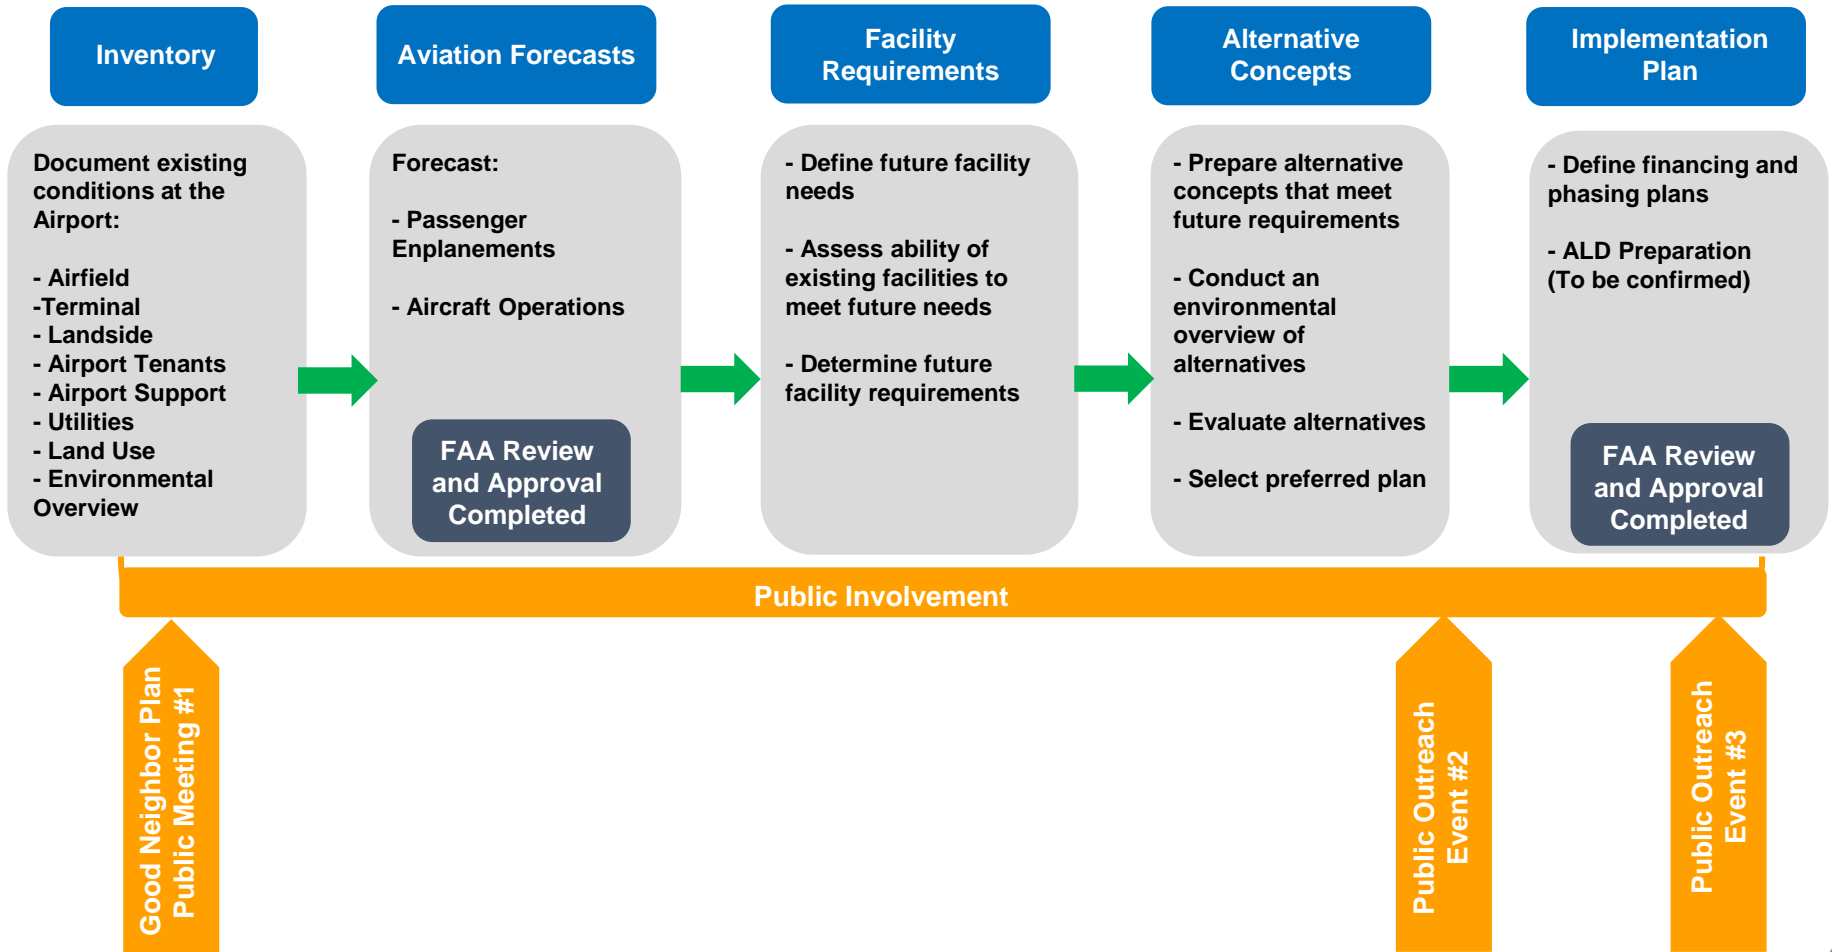 Inventory
Aviation Forecasts
Facility
Requirements
Alternative
Concepts
Implementation
Plan
Document existing
conditions at the
Airport:
- Airfield
-Terminal
- Landside
- Airport Tenants
- Airport Support
- Utilities
- Land Use
- Environmental
Overview
Forecast:
- Passenger
Enplanements
- Aircraft Operations
FAA Review
and Approval
Completed
- Define future facility
needs
- Assess ability of
existing facilities to
meet future needs
- Determine future
facility requirements
- Prepare alternative
concepts that meet
future requirements
- Conduct an
environmental
overview of
alternatives
- Evaluate alternatives
- Select preferred plan
- Define financing and
phasing plans
- ALD Preparation
(To be confirmed)
FAA Review
and Approval
Completed
Public Involvement
Good Neighbor Plan
Public Meeting #1
Public Outreach
Event #2
Public Outreach
Event #3